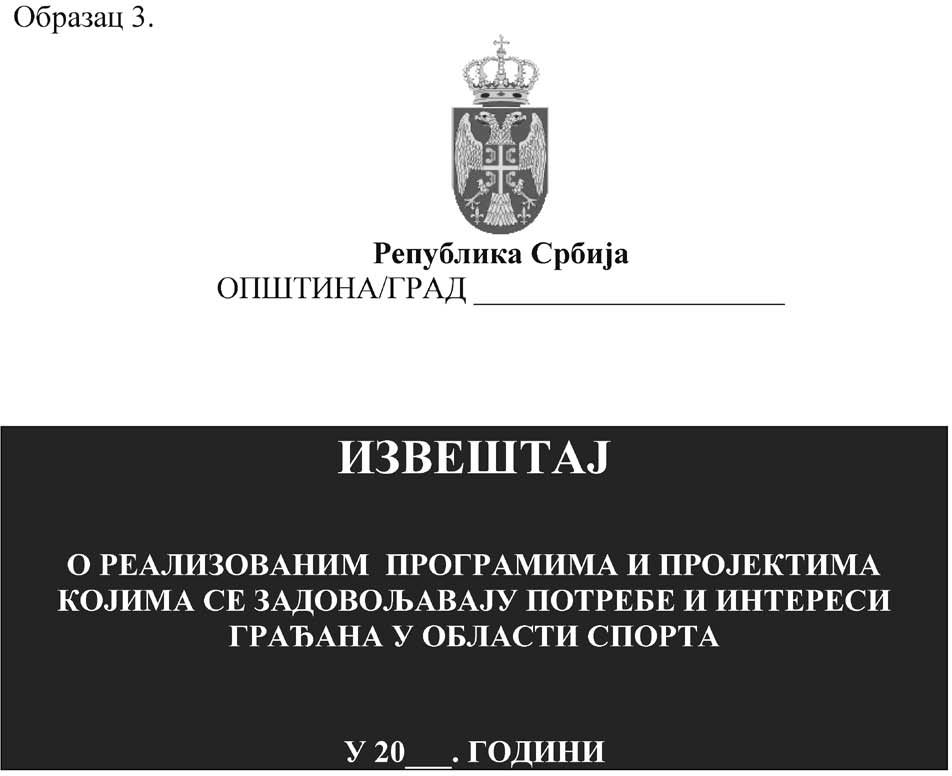 Образац 3.
Република Србија
ОПШТИНА/ГРАД ____________________
ИЗВЕШТАЈ
О РЕАЛИЗОВАНИМ ПРОГРАМИМА И ПРОЈЕКТИМА
КОЈИМА СЕ ЗАДОВОЉАВАЈУ ПОТРЕБЕ И ИНТЕРЕСИ
ГРАЂАНА У ОБЛАСТИ СПОРТА
У 20___. ГОДИНИ